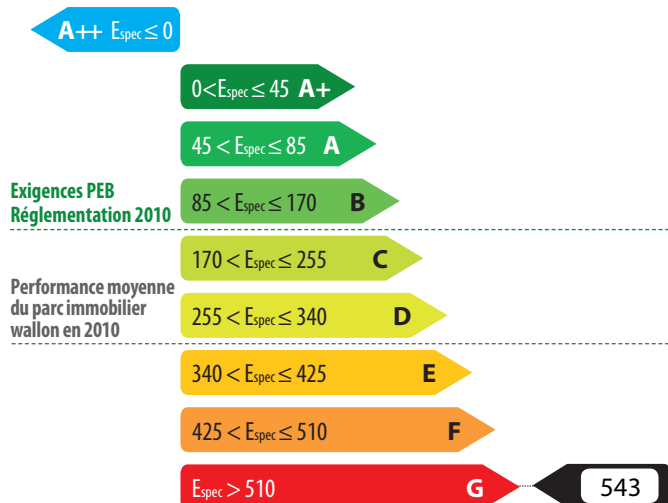 A++ Espec ≤ 0
0<Espec ≤ 45 A+
45 < Espec ≤ 85 A
Exigences PEB
Réglementation 2010
85 < Espec ≤ 170 B
170 < Espec ≤ 255 C
Performance moyenne
du parc immobilier
wallon en 2010
255 < Espec ≤ 340 D
340 < Espec ≤ 425 E
425 < Espec ≤ 510 F
Espec > 510 G 543